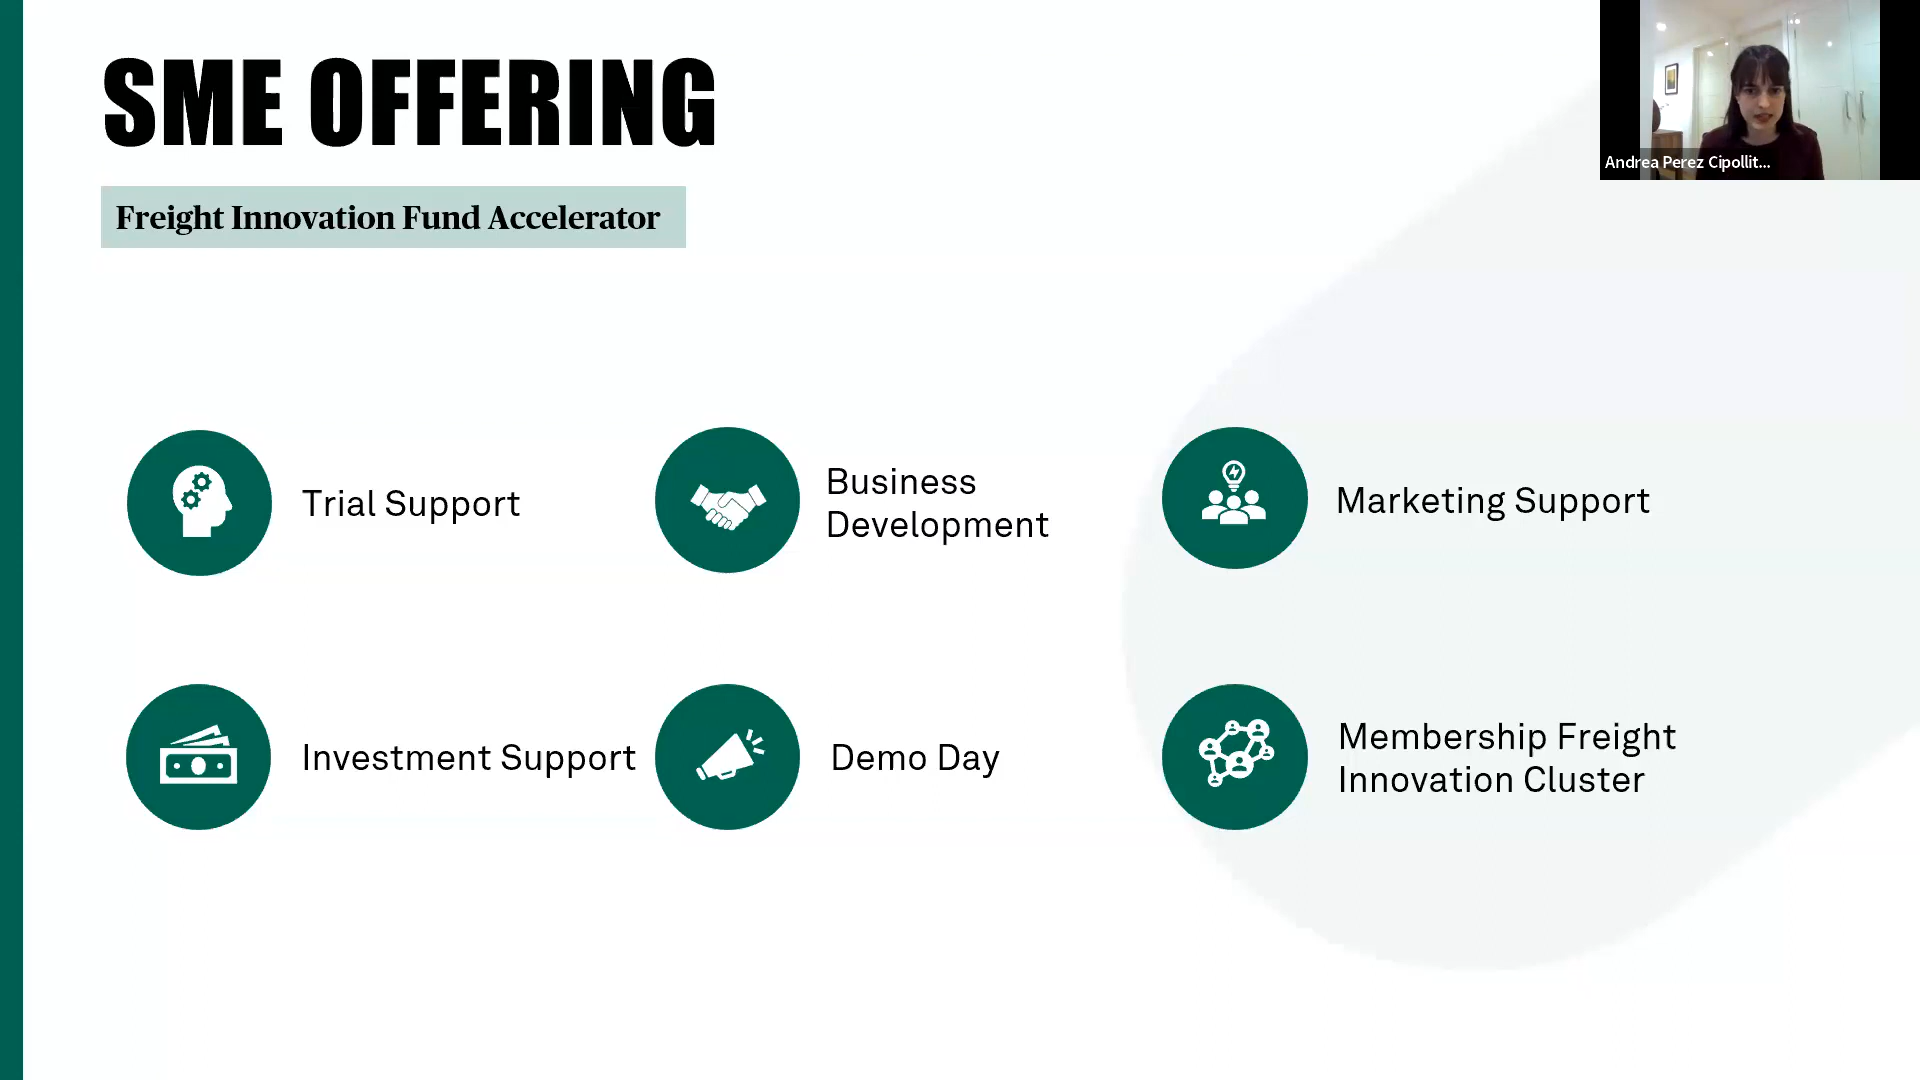 SME OFFERING
Freight Innovation Fund Accelerator
Andrea Perez Cipollit...
Trial Support
Business
Development
Marketing Support
Investment Support
Demo Day
Membership Freight
Innovation Cluster